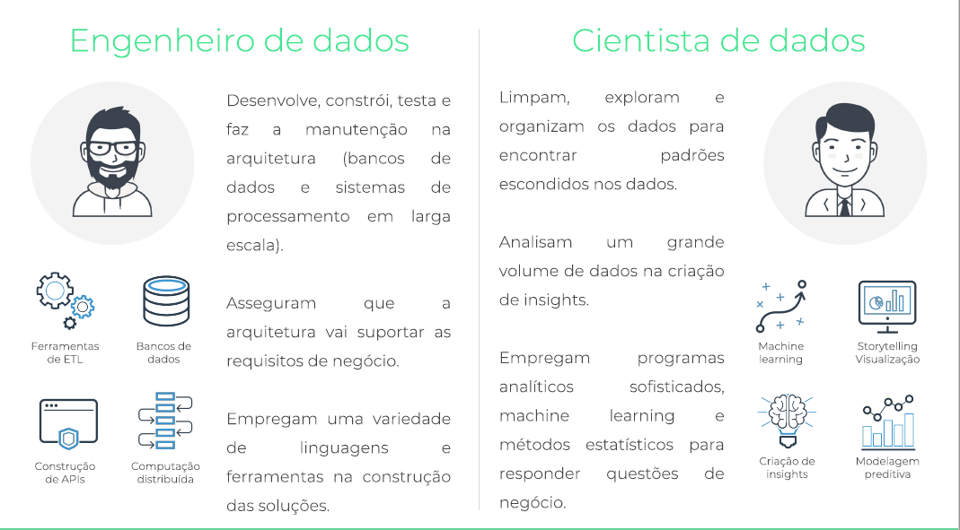 Engenheiro de dados
Desenvolve, constrói, testa e
faz a manutenção na
arquitetura (bancos de
dados e sistemas de
processamento em larga
escala).
Asseguram que a
arquitetura vai suportar as
requisitos de negócio.
Empregam uma variedade
de linguagens e
ferramentas na construção
das soluções.
Ferramentas
de ETL
Bancos de
dados
Construção
de APIs
Computação
distribuída
Cientista de dados
Limpam, exploram e
organizam os dados para
encontrar padrões
escondidos nos dados.
Analisam um grande
volume de dados na criação
de insights.
Empregam programas
analíticos sofisticados,
machine learning e
métodos estatísticos para
responder questões de
negócio.
Machine
learning
Storytelling
Visualização
Criação de
insights
Modelagem
preditiva